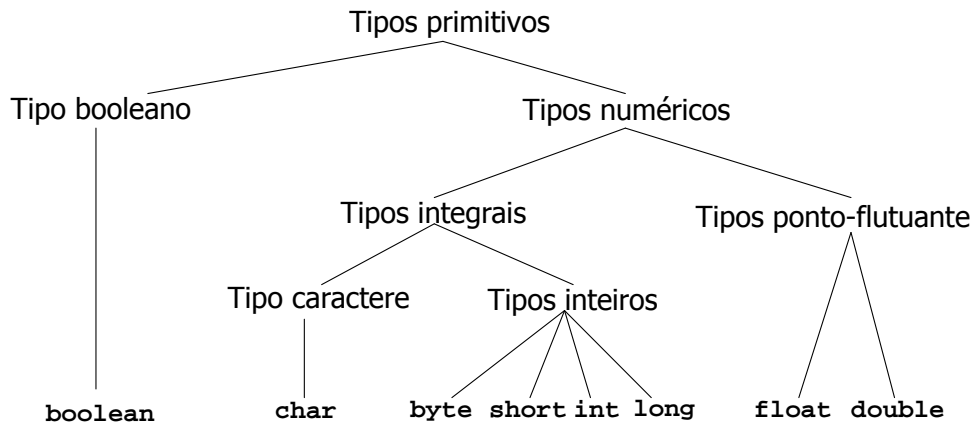 Tipos primitivos
Tipo booleano Tipos numéricos
Tipos integrais Tipos ponto-flutuante
Tipo caractere Tipos inteiros
boolean char byte short int long float double